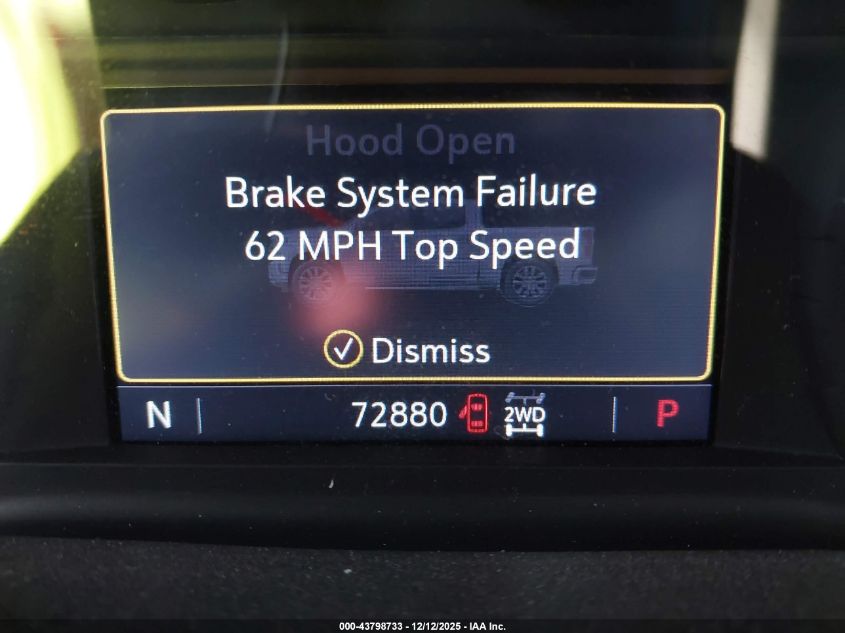 Hood Open
Brake System Failure
62 MPH Top Speed
Dismiss
N 72880 2WD P
000-43798733 - 12/12/2025 - IAA Inc.